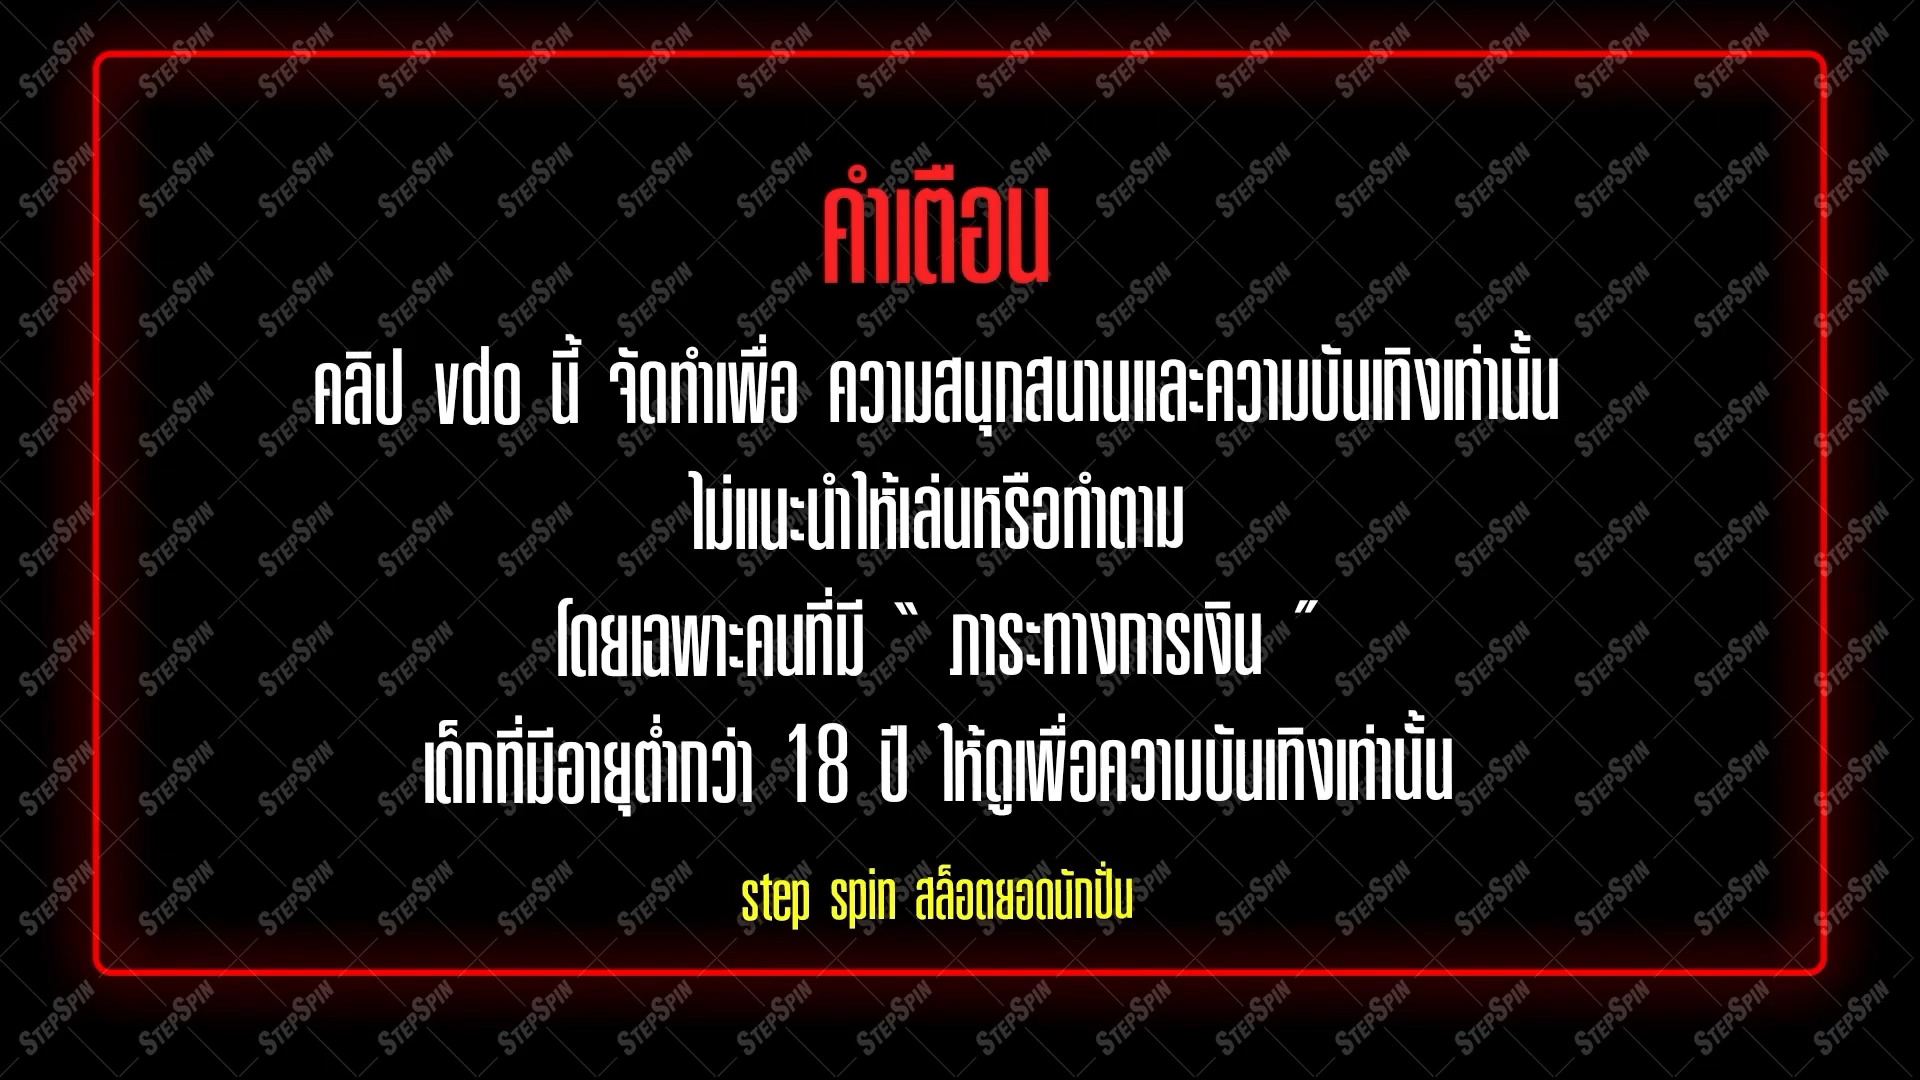 คำเตือน
คลิป vdo นี้ จัดทำเพื่อ ความสนุกสนานและความบันเทิงเท่านั้น
ไม่แนะนำให้เล่นหรือทำตาม
โดยเฉพาะคนที่มี “ ภาระทางการเงิน ”
เด็กที่มีอายุต่ำกว่า 18 ปี ให้ดูเพื่อความบันเทิงเท่านั้น
step spin สล็อตยอดนักปั่น
STEPSPIN